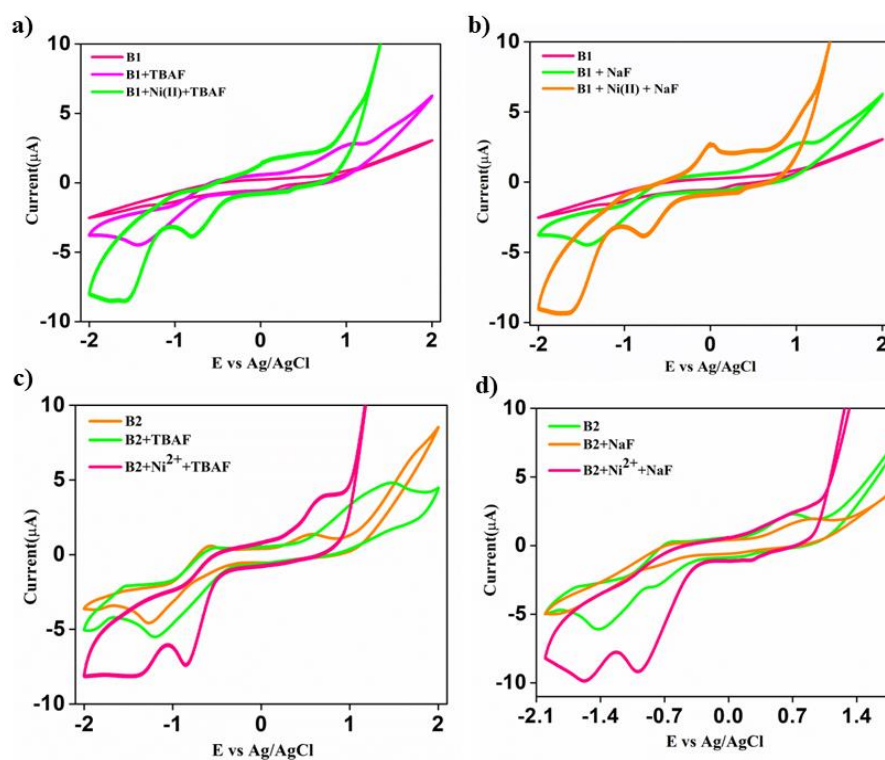 a)
10
5
0
-5
-10
Current(μA)
B1
B1+TBAF
B1+Ni(II)+TBAF
-2 -1 0 1 2
E vs Ag/AgCl
b)
10
5
0
-5
-10
Current(μA)
B1
B1 + NaF
B1 + Ni(II) + NaF
-2 -1 0 1 2
E vs Ag/AgCl
c)
10
5
0
-5
-10
Current(μA)
B2
B2+TBAF
B2+Ni²⁺+TBAF
-2 -1 0 1 2
E vs Ag/AgCl
d)
10
5
0
-5
-10
Current(μA)
B2
B2+NaF
B2+Ni²⁺+NaF
-2.1 -1.4 -0.7 0.0 0.7 1.4
E vs Ag/AgCl